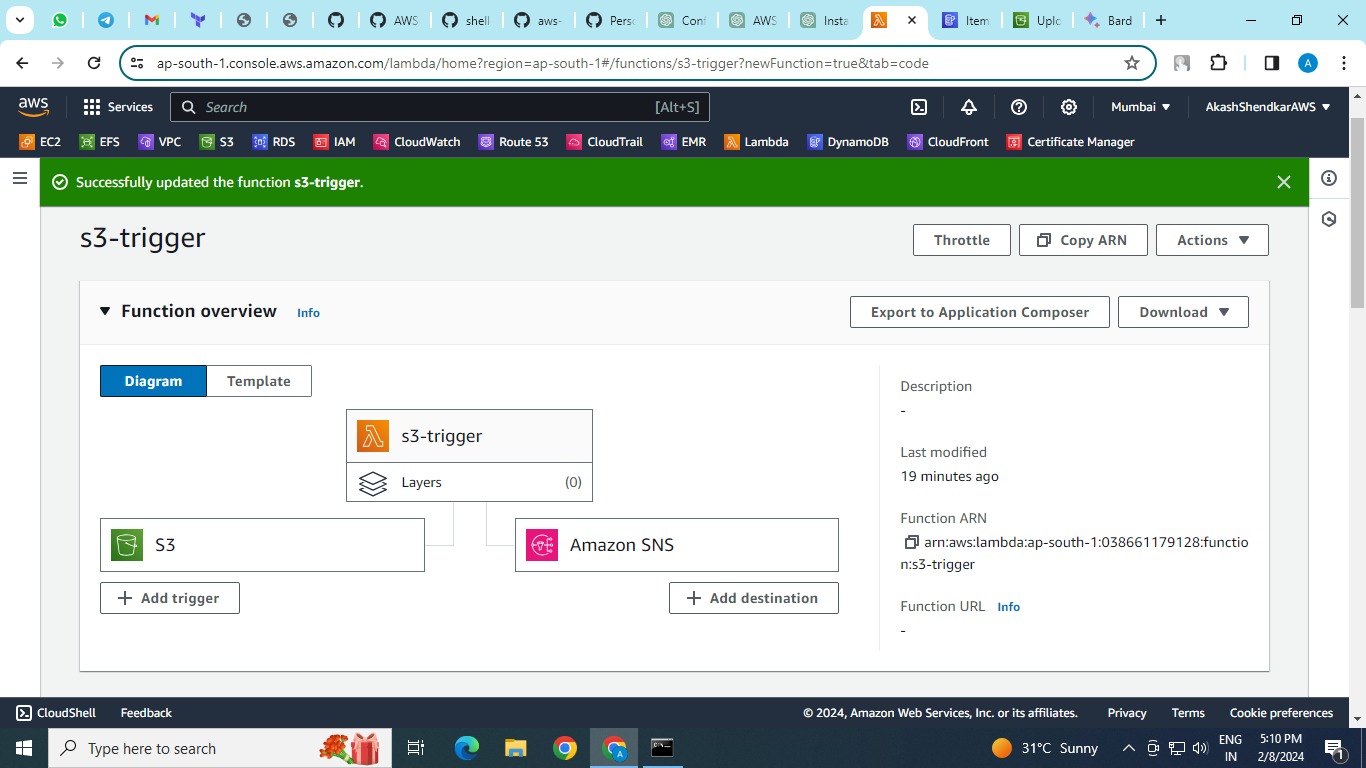 AWS
shell
aws-
Pers
Conf
AWS
Insta
Item
Uplo
Bard
ap-south-1.console.aws.amazon.com/lambda/home?region=ap-south-1#/functions/s3-trigger?newFunction=true&tab=code
A
aws
Services
Search
[Alt+S]
Mumbai
AkashShendkarAWS
EC2
EFS
VPC
S3
RDS
IAM
CloudWatch
Route 53
CloudTrail
EMR
Lambda
DynamoDB
CloudFront
Certificate Manager
Successfully updated the function s3-trigger.
s3-trigger
Throttle
Copy ARN
Actions
Function overview
Info
Export to Application Composer
Download
Diagram
Template
s3-trigger
Layers
(0)
S3
Amazon SNS
+ Add trigger
+ Add destination
Description
-
Last modified
19 minutes ago
Function ARN
arn:aws:lambda:ap-south-1:038661179128:functio
n:s3-trigger
Function URL
Info
-
CloudShell
Feedback
© 2024, Amazon Web Services, Inc. or its affiliates.
Privacy
Terms
Cookie preferences
Type here to search
A
31°C Sunny
ENG
IN
5:10 PM
2/8/2024
1